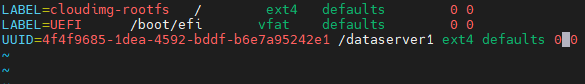 LABEL=cloudimg-rootfs / ext4 defaults 0 0
LABEL=UEFI /boot/efi vfat defaults 0 0
UUID=4f4f9685-1dea-4592-bddf-b6e7a95242e1 /dataserver1 ext4 defaults 0 0
~
~